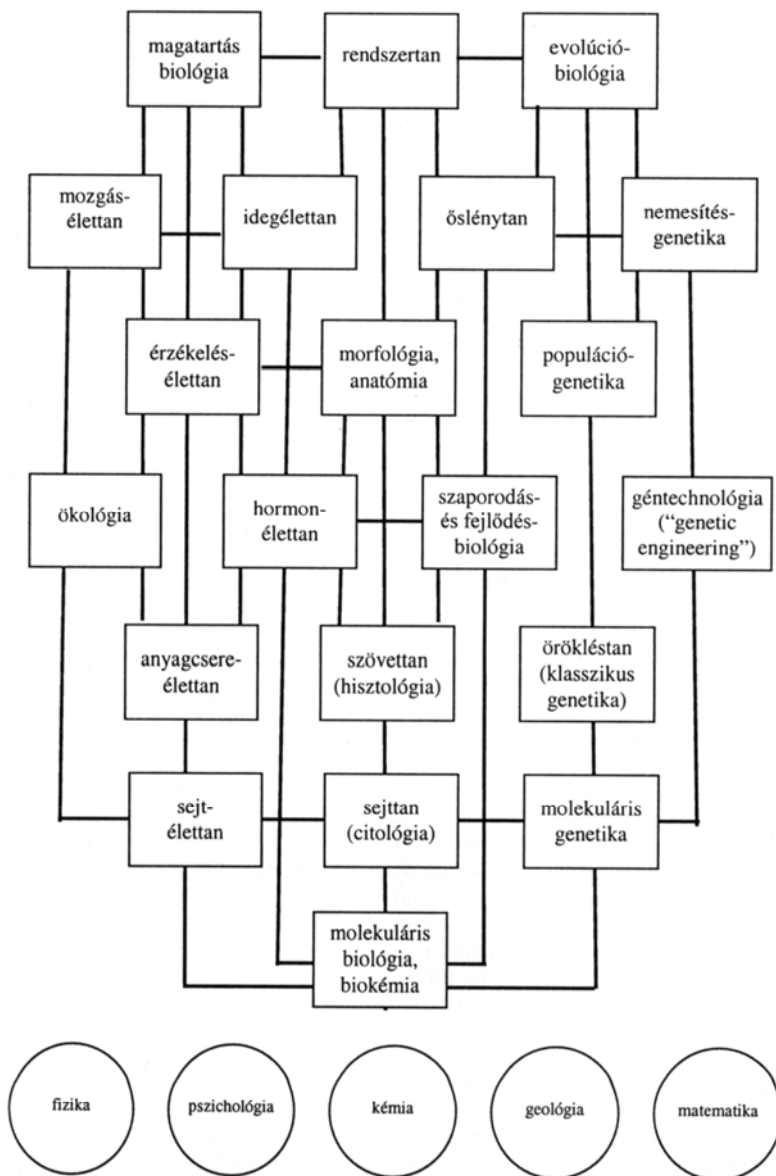 magatartás
biológia
rendszertan
evolúció-
biológia
mozgás-
élettan
idegélettan
őslénytan
nemesítés-
genetika
érzékelés-
élettan
morfológia,
anatómia
populáció-
genetika
ökológia
hormon-
élettan
szaporodás-
és fejlődés-
biológia
géntechnológia
(“genetic
engineering”)
anyagcsere-
élettan
szövettan
(hisztológia)
örökléstan
(klasszikus
genetika)
sejt-
élettan
sejttan
(citológia)
molekuláris
genetika
molekuláris
biológia,
biokémia
fizika
pszichológia
kémia
geológia
matematika